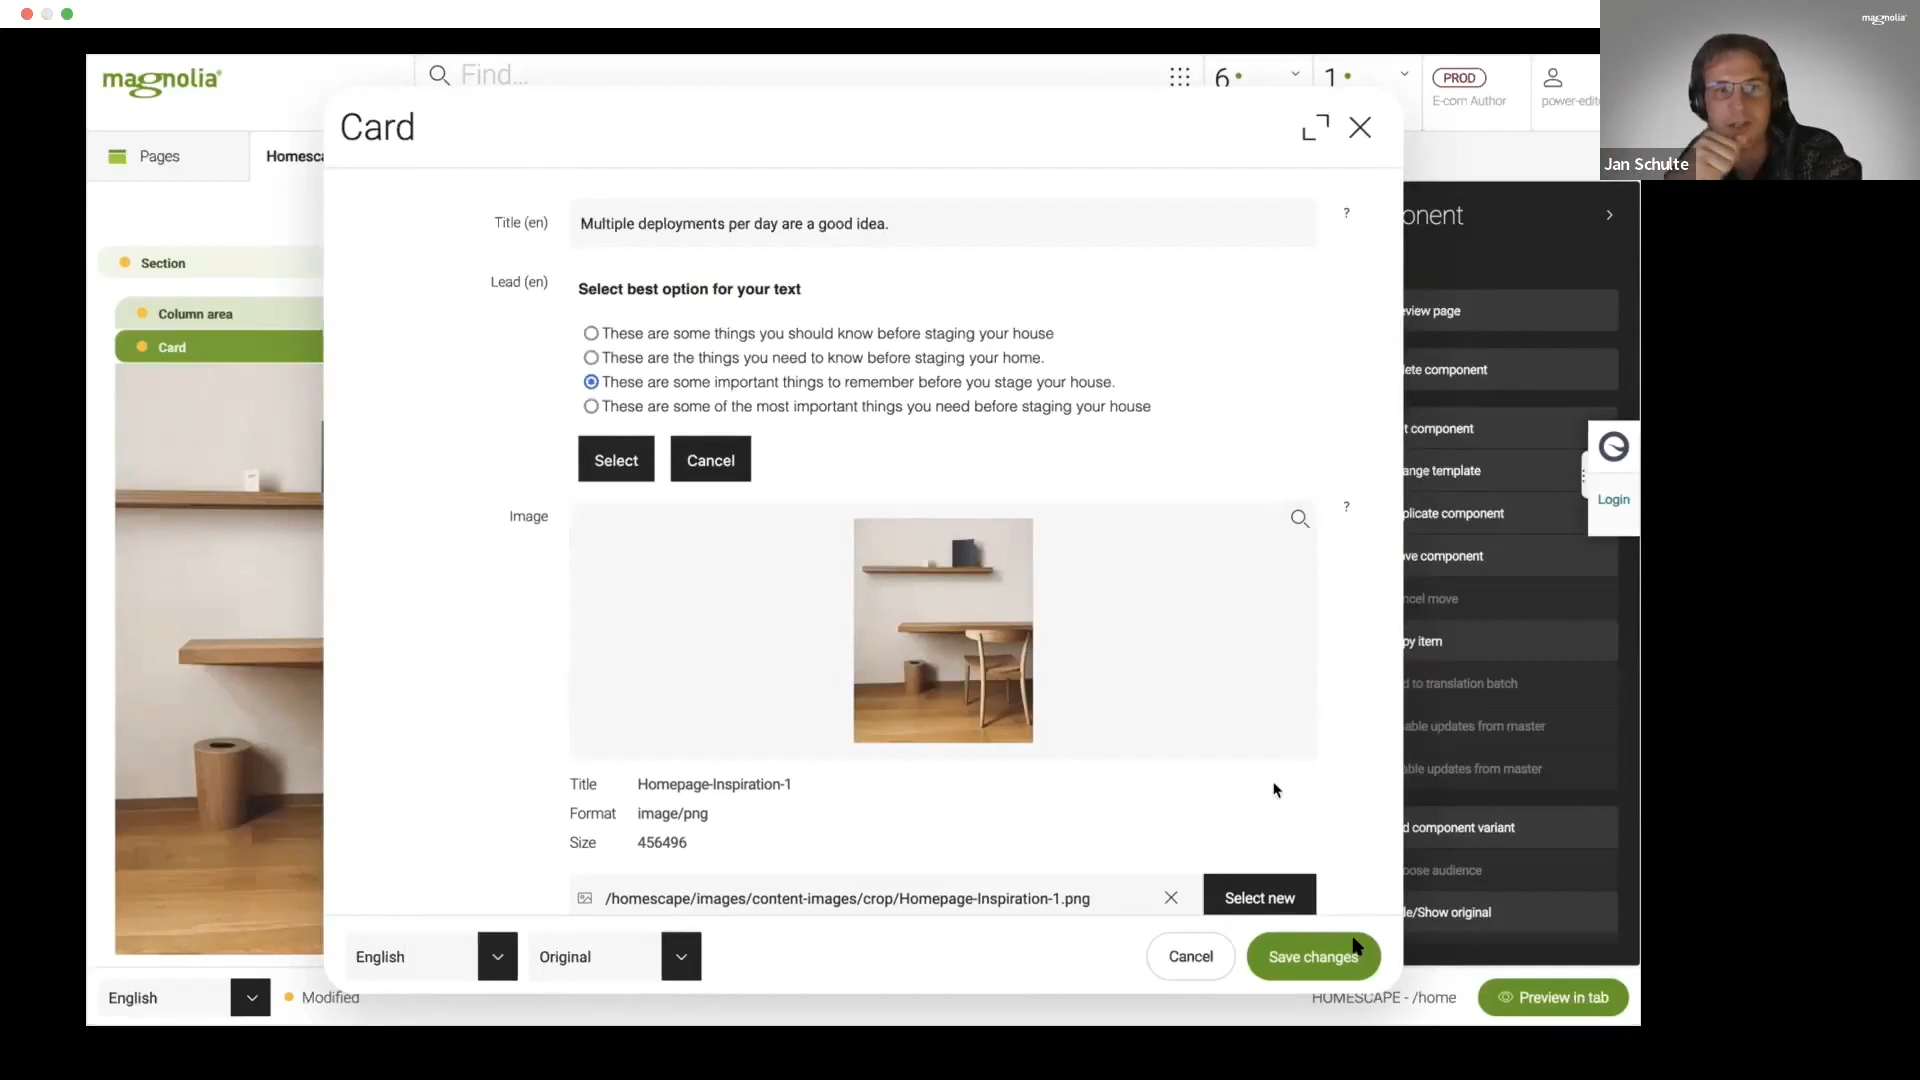 magnolia
magnolia
Find...
6
1
PROD
E-com Author
power-edit
Jan Schulte
Pages
Homesca
Card
onent
Title (en)
Multiple deployments per day are a good idea.
?
Section
Lead (en)
Select best option for your text
Column area
Card
These are some things you should know before staging your house
These are the things you need to know before staging your home.
These are some important things to remember before you stage your house.
These are some of the most important things you need before staging your house
Select
Cancel
Image
?
eview page
lete component
t component
ange template
plicate component
ve component
ncel move
py item
d to translation batch
able updates from master
able updates from master
d component variant
oose audience
le/Show original
Login
Title Homepage-Inspiration-1
Format image/png
Size 456496
/homescape/images/content-images/crop/Homepage-Inspiration-1.png
Select new
English
Original
Cancel
Save changes
English
Modified
HOMESCAPE - /home
Preview in tab